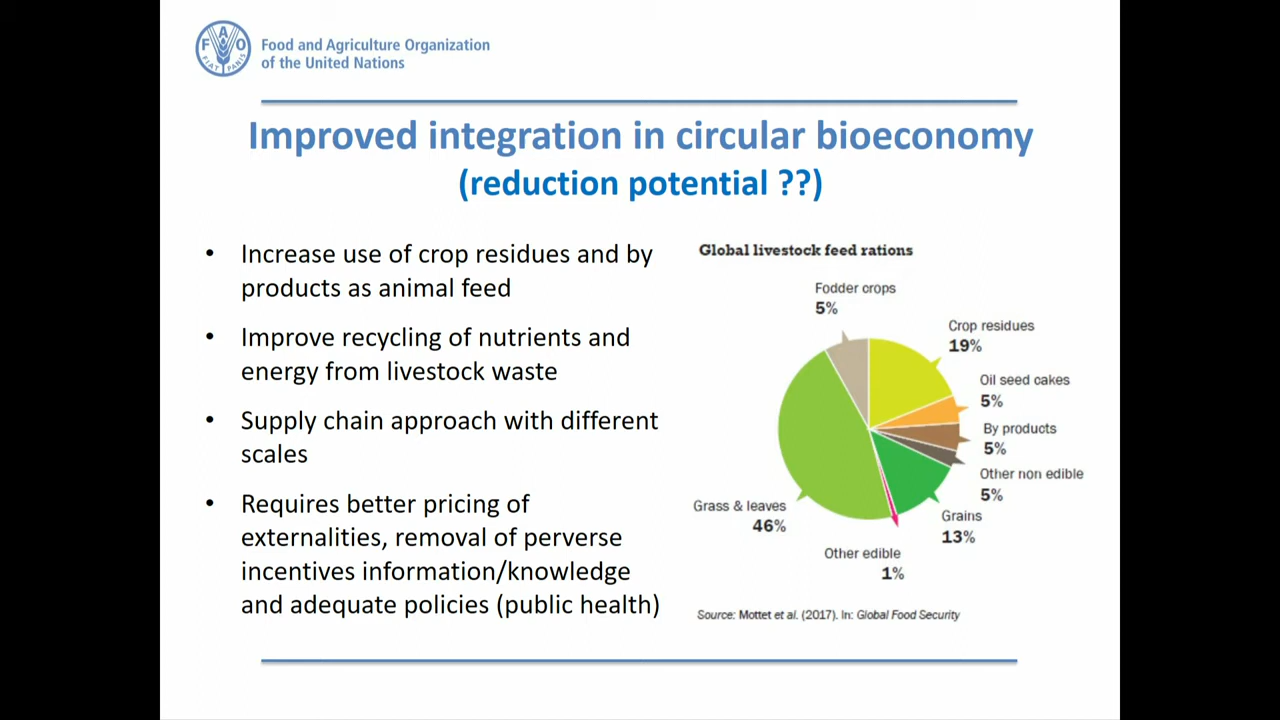 F A O
FIAT PANIS
Food and Agriculture Organization
of the United Nations
Improved integration in circular bioeconomy
(reduction potential ??)
• Increase use of crop residues and by
products as animal feed
• Improve recycling of nutrients and
energy from livestock waste
• Supply chain approach with different
scales
• Requires better pricing of
externalities, removal of perverse
incentives information/knowledge
and adequate policies (public health)
Global livestock feed rations
Fodder crops
5%
Crop residues
19%
Oil seed cakes
5%
By products
5%
Other non edible
5%
Grains
13%
Other edible
1%
Grass & leaves
46%
Source: Mottet et al. (2017). In: Global Food Security